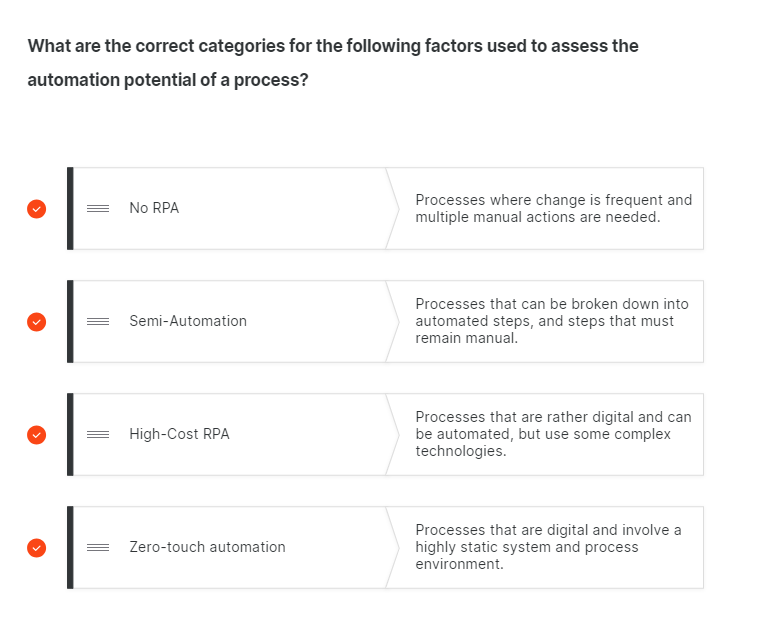 What are the correct categories for the following factors used to assess the
automation potential of a process?
No RPA
Processes where change is frequent and
multiple manual actions are needed.
Semi-Automation
Processes that can be broken down into
automated steps, and steps that must
remain manual.
High-Cost RPA
Processes that are rather digital and can
be automated, but use some complex
technologies.
Zero-touch automation
Processes that are digital and involve a
highly static system and process
environment.